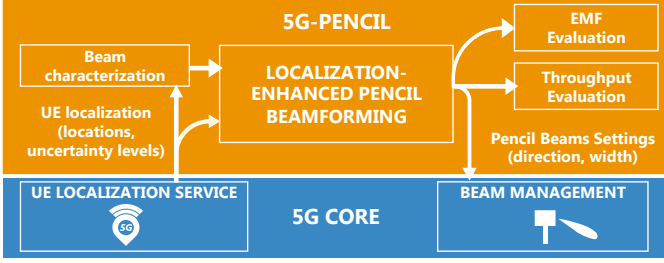 5G-PENCIL
EMF
Evaluation
Beam
characterization
LOCALIZATION-
ENHANCED PENCIL
BEAMFORMING
Throughput
Evaluation
UE localization
(locations,
uncertainty levels)
Pencil Beams Settings
(direction, width)
UE LOCALIZATION SERVICE
5G
5G CORE
BEAM MANAGEMENT